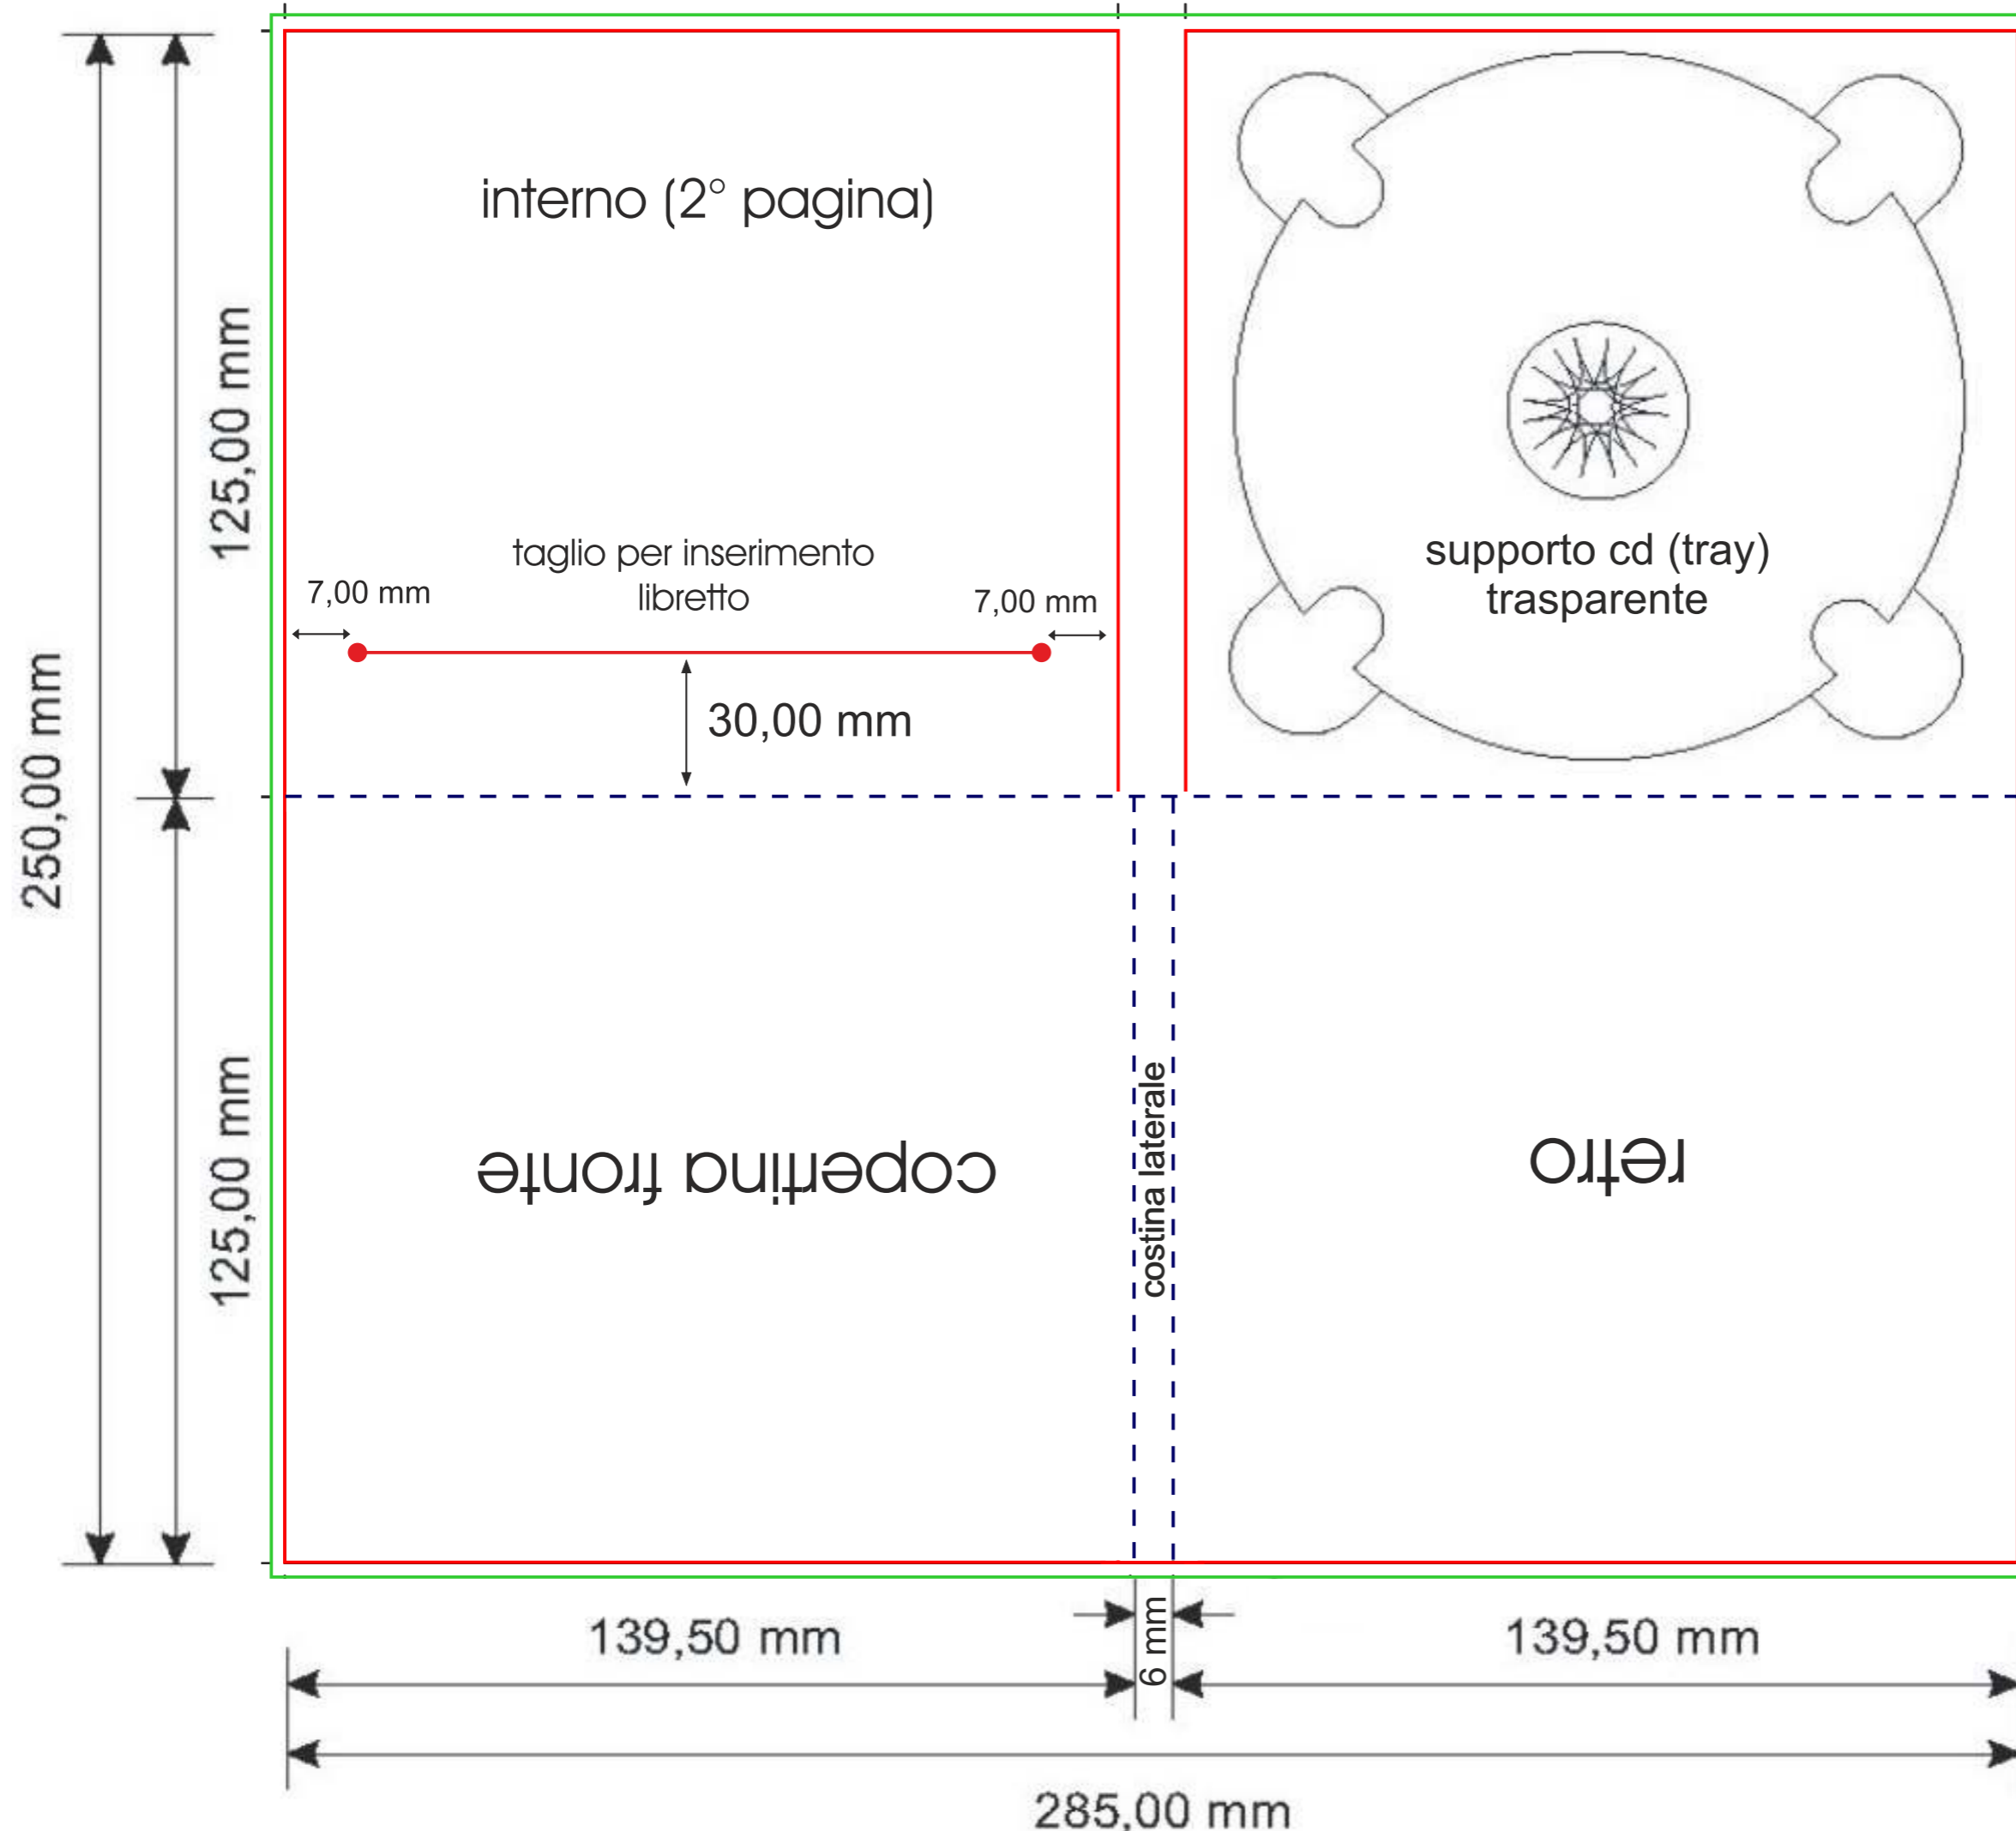 interno (2° pagina)
125,00 mm
taglio per inserimento
libretto
7,00 mm
7,00 mm
supporto cd (tray)
trasparente
30,00 mm
250,00 mm
125,00 mm
copertina fronte
costina laterale
retro
139,50 mm
6 mm
139,50 mm
285,00 mm